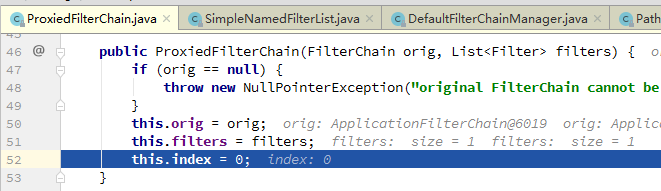 ProxiedFilterChain.java × SimpleNamedFilterList.java × DefaultFilterChainManager.java × Path
46 @ public ProxiedFilterChain(FilterChain orig, List<Filter> filters) {
47 if (orig == null) {
48 throw new NullPointerException("original FilterChain cannot be
49 }
50 this.orig = orig; orig: ApplicationFilterChain@6019 orig: Applic
51 this.filters = filters; filters: size = 1 filters: size = 1
52 this.index = 0; index: 0
53 }